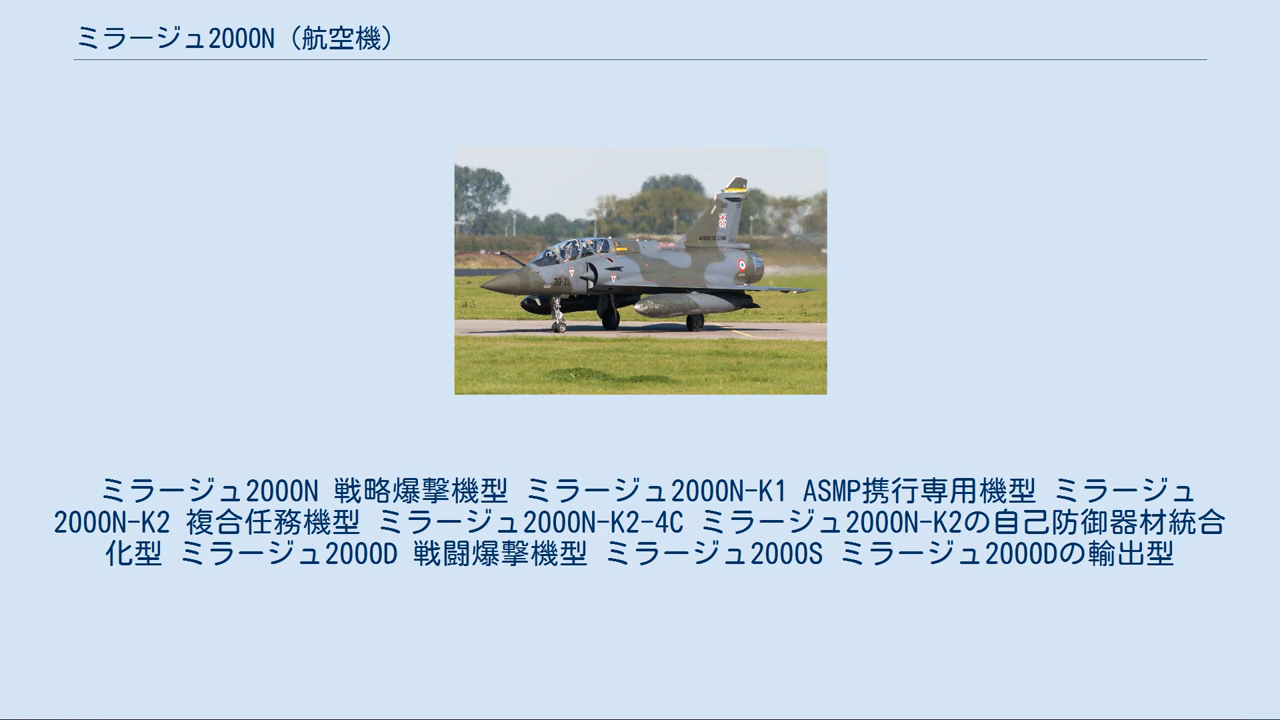 ミラージュ2000N（航空機）
ミラージュ2000N 戦略爆撃機型 ミラージュ2000N-K1 ASMP携行専用機型 ミラージュ
2000N-K2 複合任務機型 ミラージュ2000N-K2-4C ミラージュ2000N-K2の自己防御器材統合
化型 ミラージュ2000D 戦闘爆撃機型 ミラージュ2000S ミラージュ2000Dの輸出型